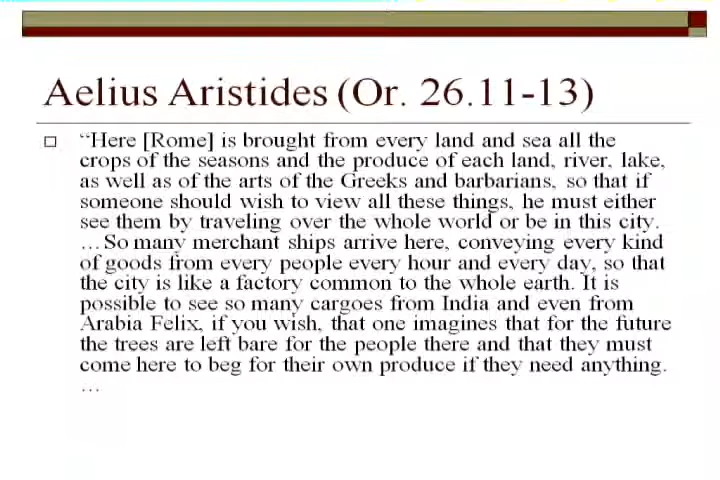 Aelius Aristides (Or. 26.11-13)
“Here [Rome] is brought from every land and sea all the
crops of the seasons and the produce of each land, river, lake,
as well as of the arts of the Greeks and barbarians, so that if
someone should wish to view all these things, he must either
see them by traveling over the whole world or be in this city.
…So many merchant ships arrive here, conveying every kind
of goods from every people every hour and every day, so that
the city is like a factory common to the whole earth. It is
possible to see so many cargoes from India and even from
Arabia Felix, if you wish, that one imagines that for the future
the trees are left bare for the people there and that they must
come here to beg for their own produce if they need anything.
…